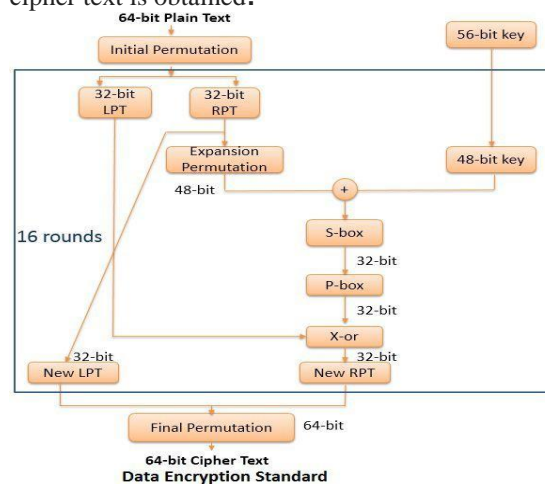 cipher text is obtained.
64-bit Plain Text
Initial Permutation
56-bit key
32-bit
LPT
32-bit
RPT
Expansion
Permutation
48-bit key
48-bit
+
S-box
16 rounds
32-bit
P-box
32-bit
X-or
32-bit
32-bit
New LPT
New RPT
Final Permutation
64-bit
64-bit Cipher Text
Data Encryption Standard